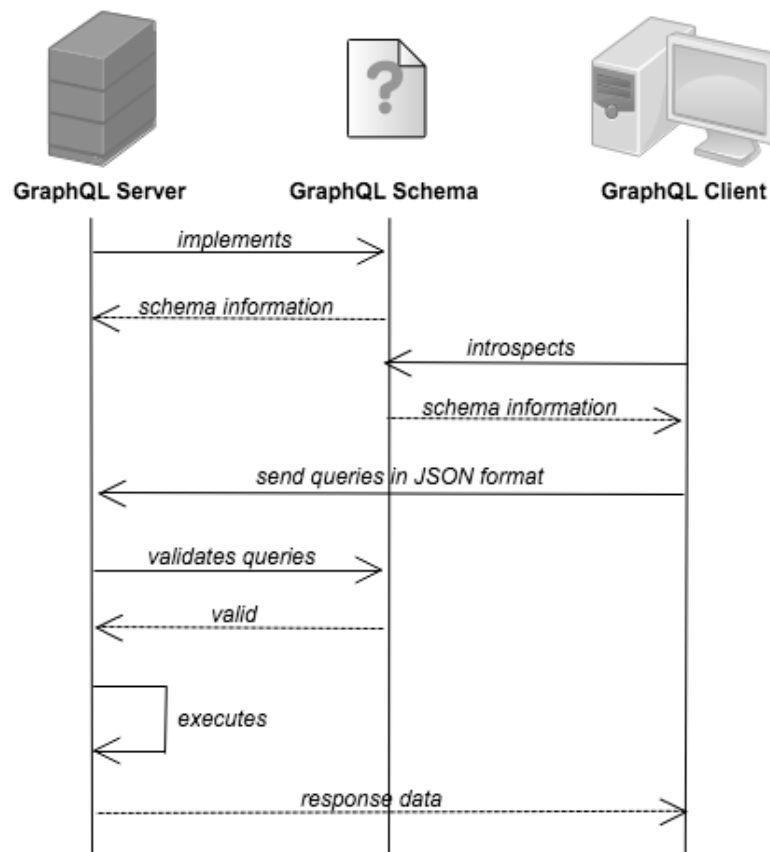 ?
GraphQL Server
GraphQL Schema
GraphQL Client
implements
schema information
introspects
schema information
send queries in JSON format
validates queries
valid
executes
response data